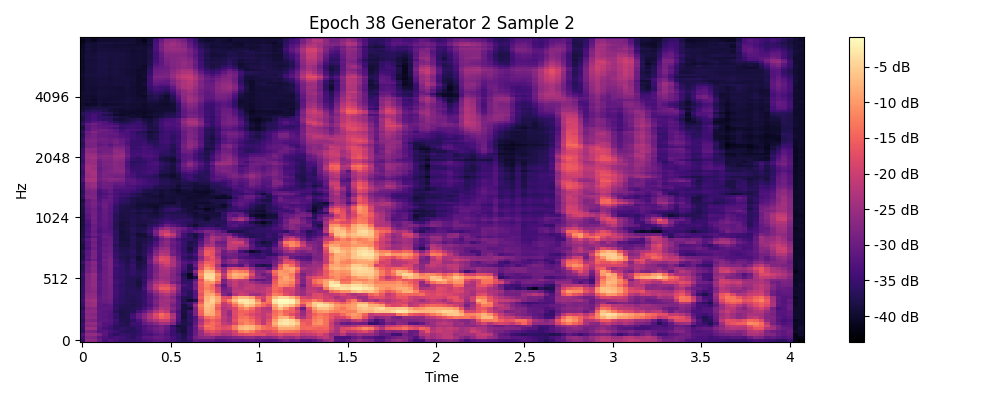 Epoch 38 Generator 2 Sample 2
4096
2048
1024
512
0
Hz
0
0.5
1
1.5
2
2.5
3
3.5
4
Time
-5 dB
-10 dB
-15 dB
-20 dB
-25 dB
-30 dB
-35 dB
-40 dB